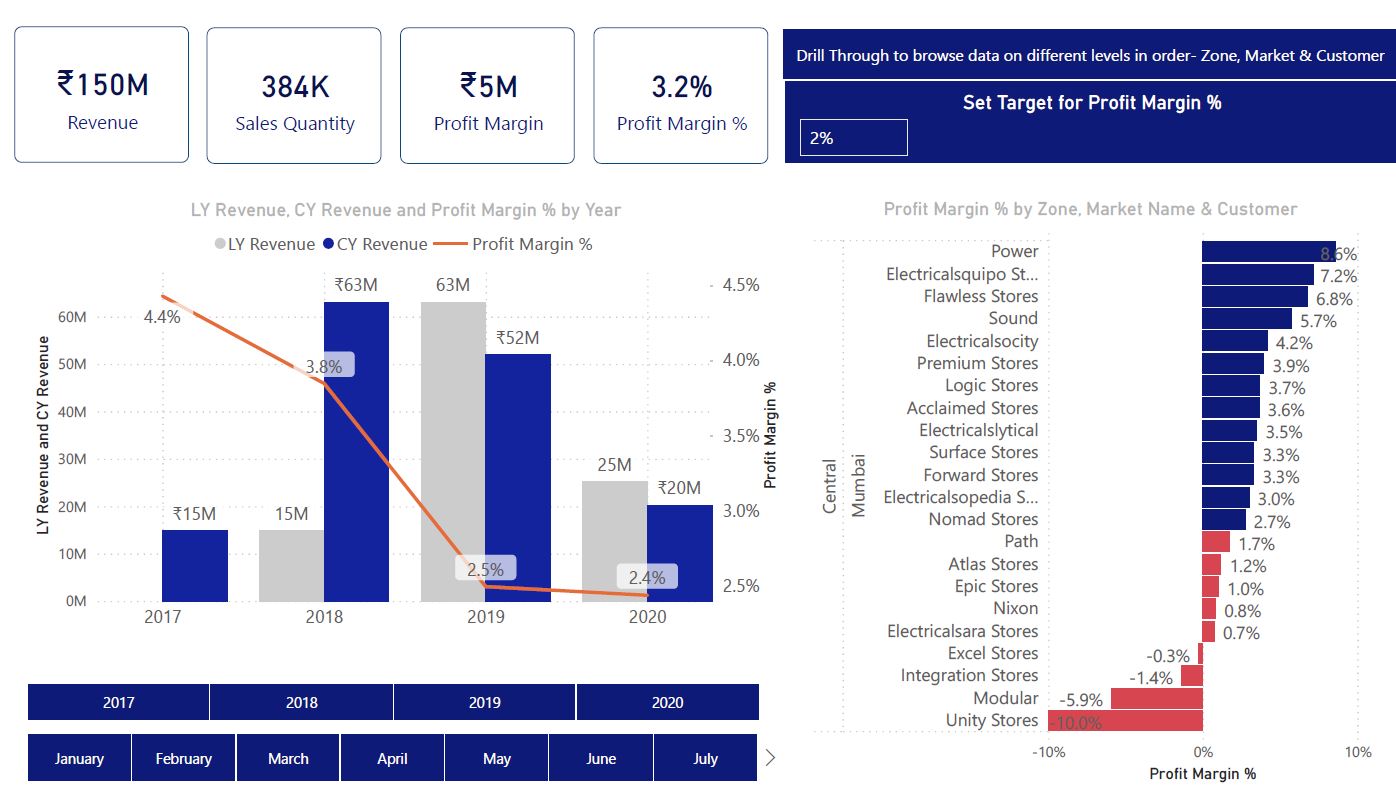 ₹150M
Revenue
384K
Sales Quantity
₹5M
Profit Margin
3.2%
Profit Margin %
Drill Through to browse data on different levels in order- Zone, Market & Customer
Set Target for Profit Margin %
2%
LY Revenue, CY Revenue and Profit Margin % by Year
LY Revenue CY Revenue Profit Margin %
LY Revenue and CY Revenue
60M
50M
40M
30M
20M
10M
0M
4.4%
₹15M
15M
3.8%
₹63M
63M
2.5%
₹52M
25M
2.4%
₹20M
2017
2018
2019
2020
4.5%
4.0%
3.5%
3.0%
2.5%
Profit Margin %
2017
2018
2019
2020
January
February
March
April
May
June
July
Profit Margin % by Zone, Market Name & Customer
Central
Mumbai
Power 8.6%
Electricalsquipo St... 7.2%
Flawless Stores 6.8%
Sound 5.7%
Electricalsocity 4.2%
Premium Stores 3.9%
Logic Stores 3.7%
Acclaimed Stores 3.6%
Electricalslytical 3.5%
Surface Stores 3.3%
Forward Stores 3.3%
Electricalsopedia S... 3.0%
Nomad Stores 2.7%
Path 1.7%
Atlas Stores 1.2%
Epic Stores 1.0%
Nixon 0.8%
Electricalsara Stores 0.7%
Excel Stores -0.3%
Integration Stores -1.4%
Modular -5.9%
Unity Stores -10.0%
-10% 0% 10%
Profit Margin %